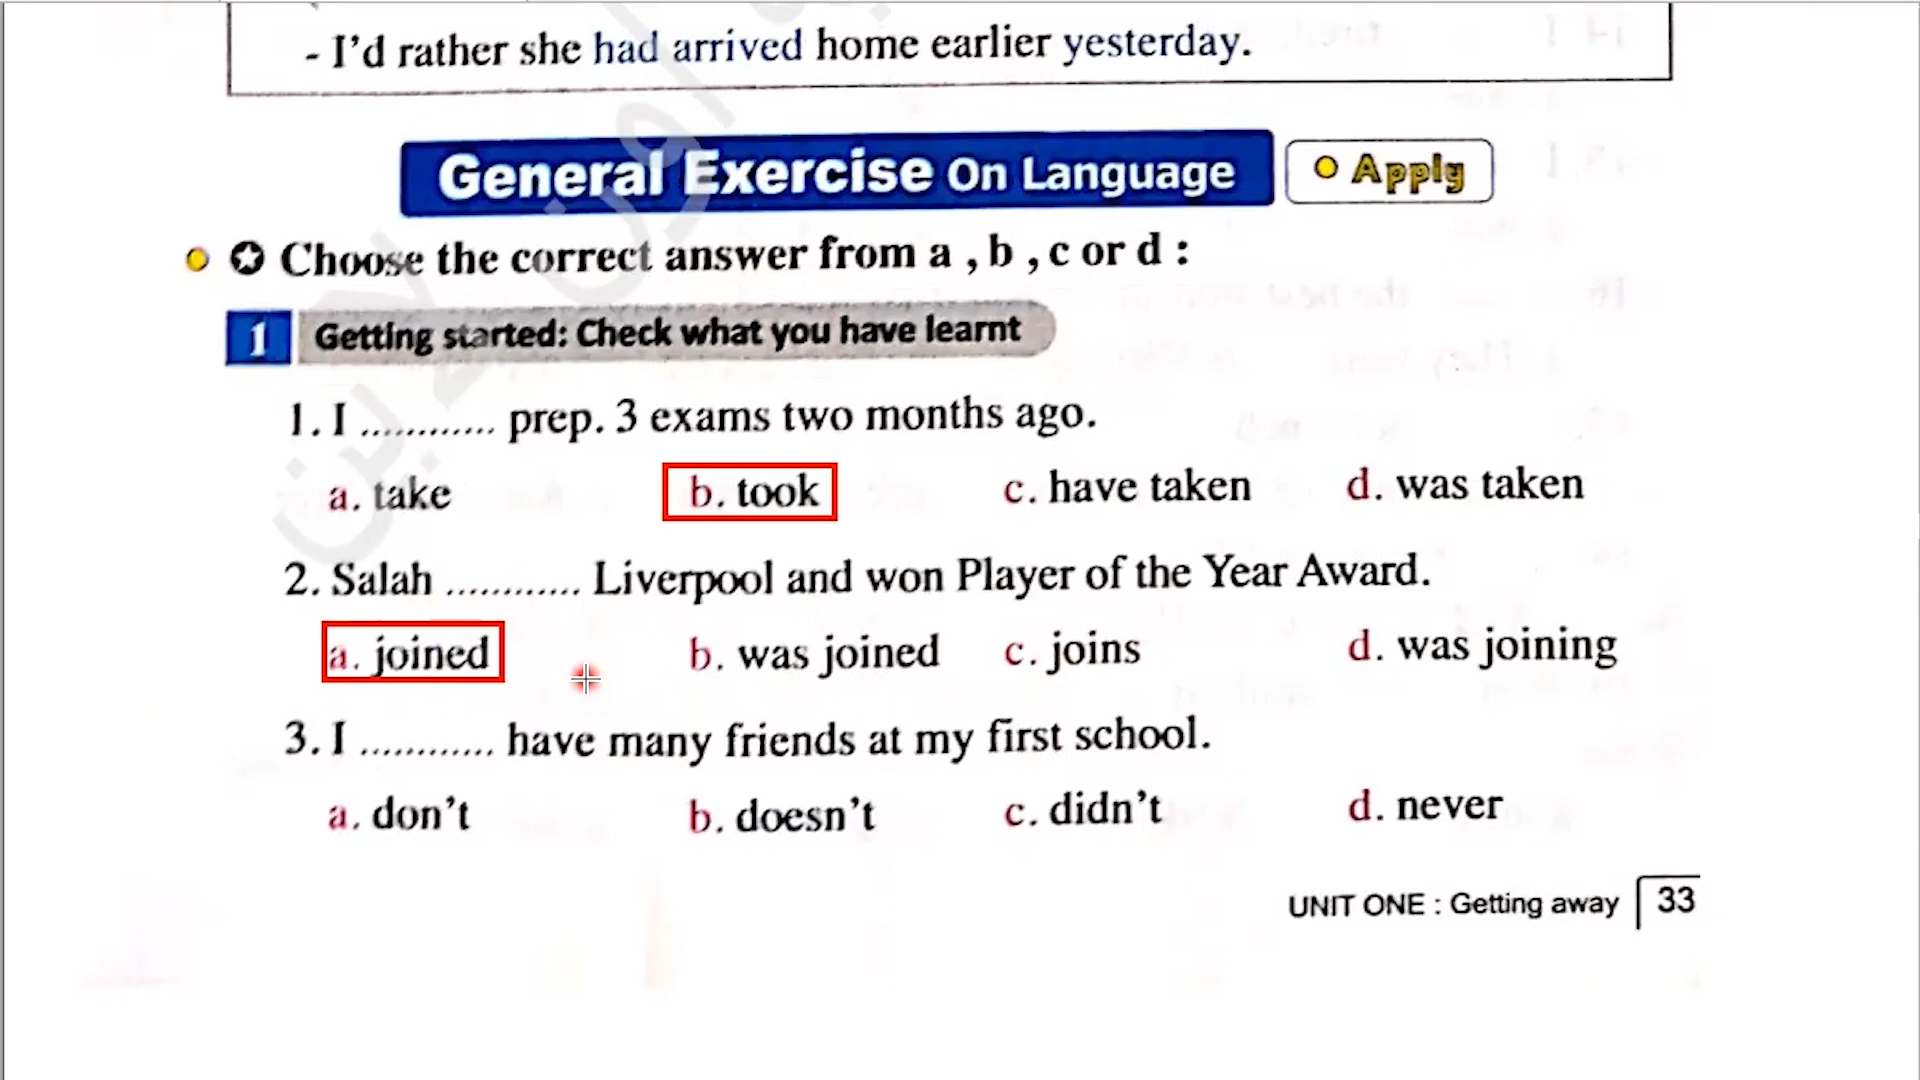 - I'd rather she had arrived home earlier yesterday.
General Exercise On Language
Apply
Choose the correct answer from a , b , c or d :
1 Getting started: Check what you have learnt
1. I ............ prep. 3 exams two months ago.
a. take b. took c. have taken d. was taken
2. Salah ............ Liverpool and won Player of the Year Award.
a. joined b. was joined c. joins d. was joining
3. I ............ have many friends at my first school.
a. don't b. doesn't c. didn't d. never
UNIT ONE : Getting away 33